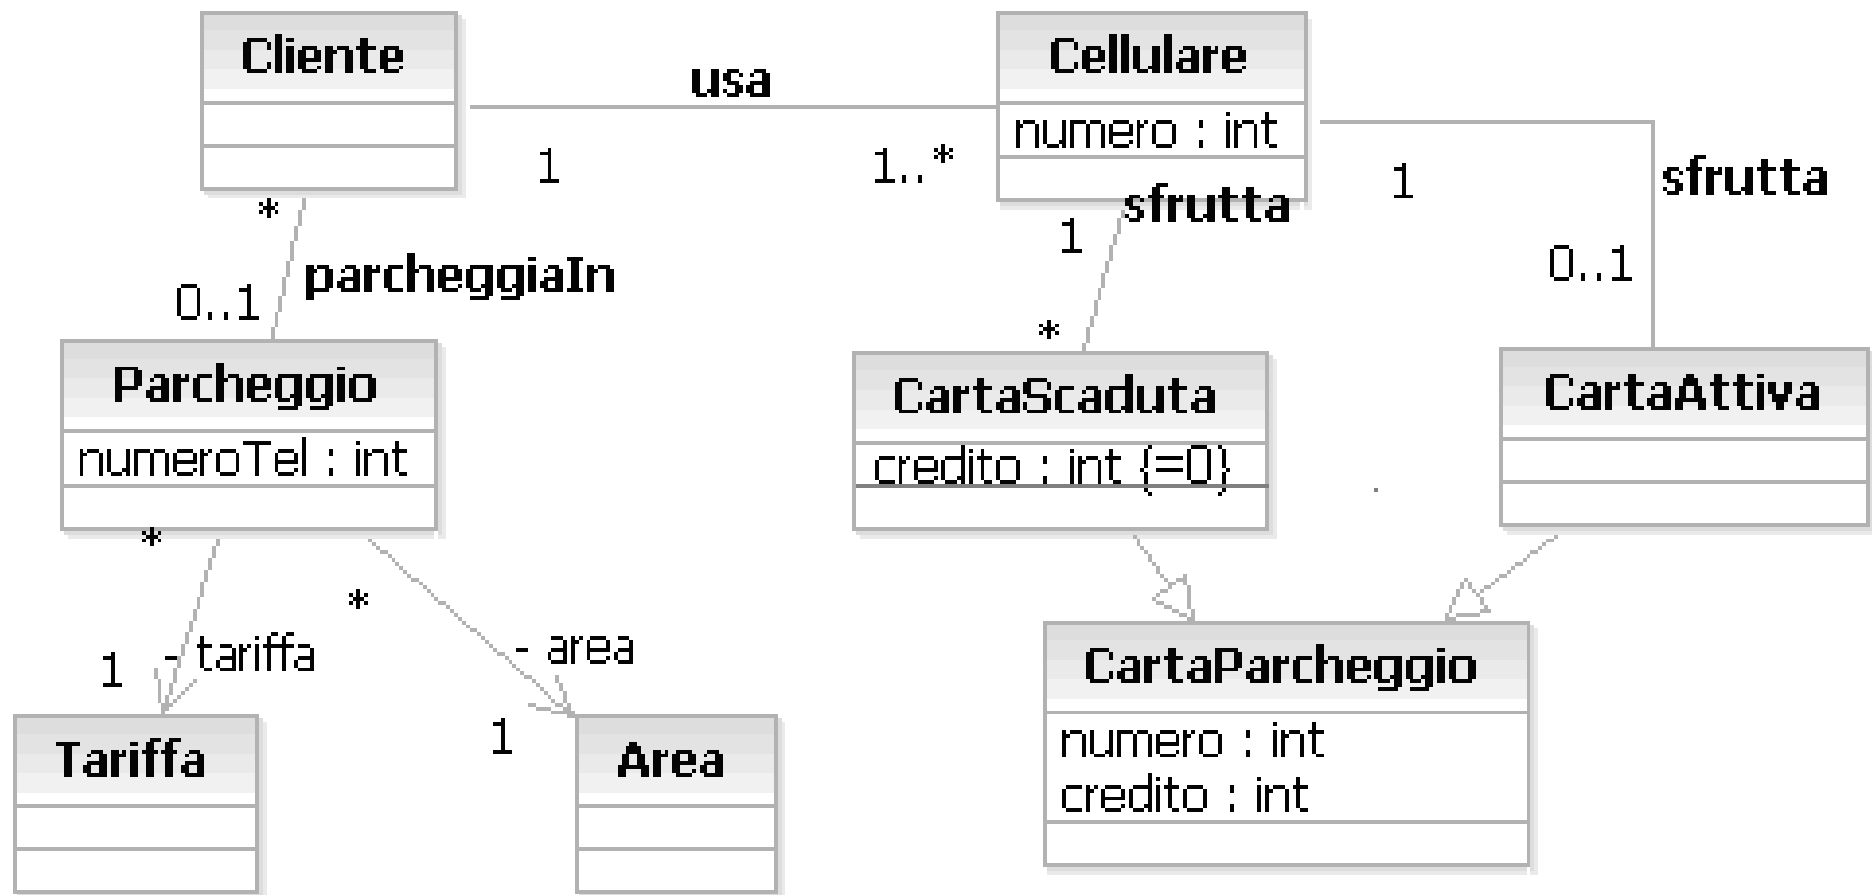 Cliente
Cellulare
usa
numero : int
1
1..*
1
sfrutta
*
sfrutta
1
0..1
parcheggiaIn
0..1
*
Parcheggio
numeroTel : int
CartaScaduta
credito : int {=0}
CartaAttiva
*
*
- tariffa
- area
1
1
CartaParcheggio
numero : int
credito : int
Tariffa
Area